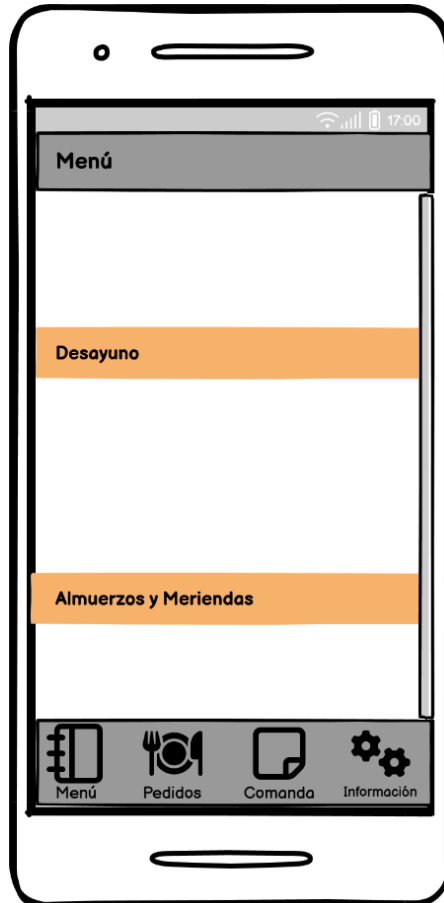 17:00
Menú
Desayuno
Almuerzos y Meriendas
Menú Pedidos Comanda Información